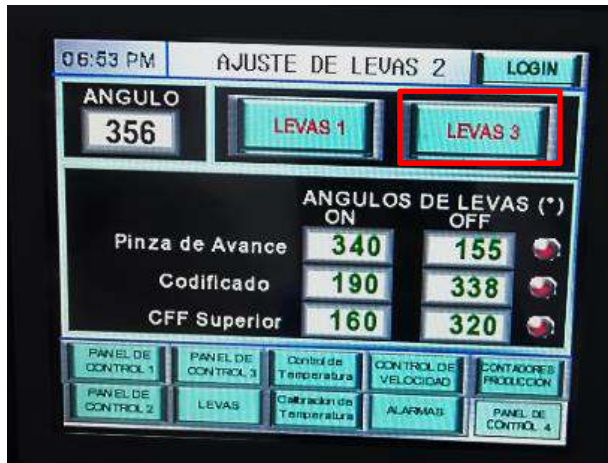 06:53 PM AJUSTE DE LEVAS 2 LOGIN
ANGULO
356
LEVAS 1
LEVAS 3
ANGULOS DE LEVAS (°)
ON OFF
Pinza de Avance 340 155
Codificado 190 338
CFF Superior 160 320
PANEL DE CONTROL 1
PANEL DE CONTROL 3
Control de Temperatura
CONTROL DE VELOCIDAD
CONTADORES PRODUCCION
PANEL DE CONTROL 2
LEVAS
Calibracion de Temperatura
ALARMAS
PANEL DE CONTROL 4